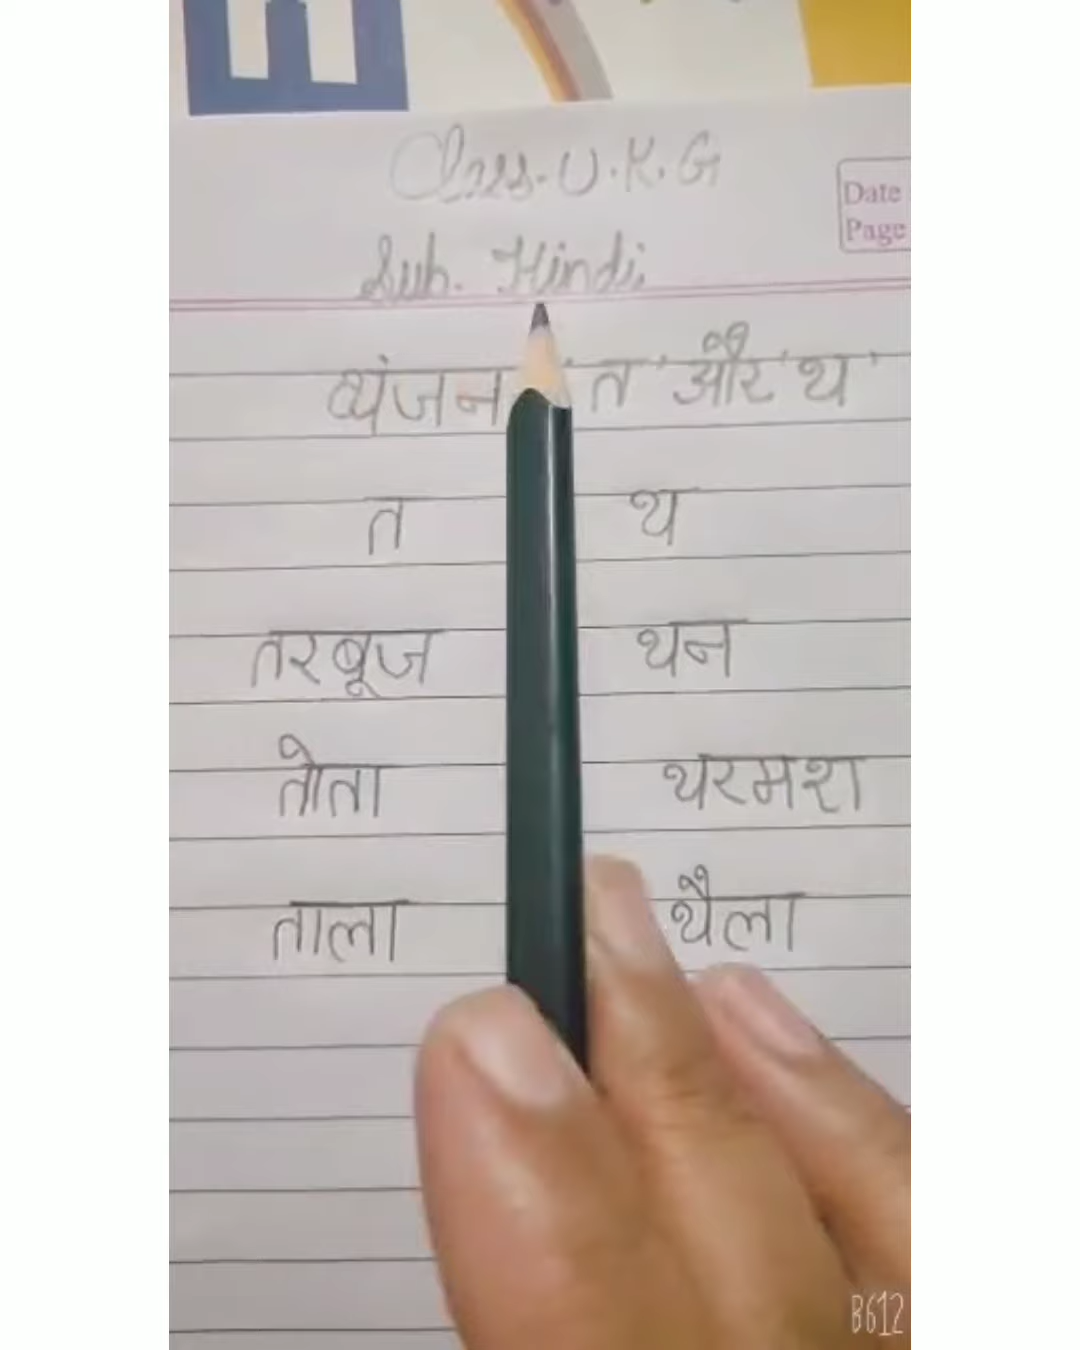 E
Class. U.K.G
Date
Page
Sub. Hindi
व्यंजन 'त' और 'थ'
त थ
तरबूज थन
तोता थरमश
ताला थैला
B612